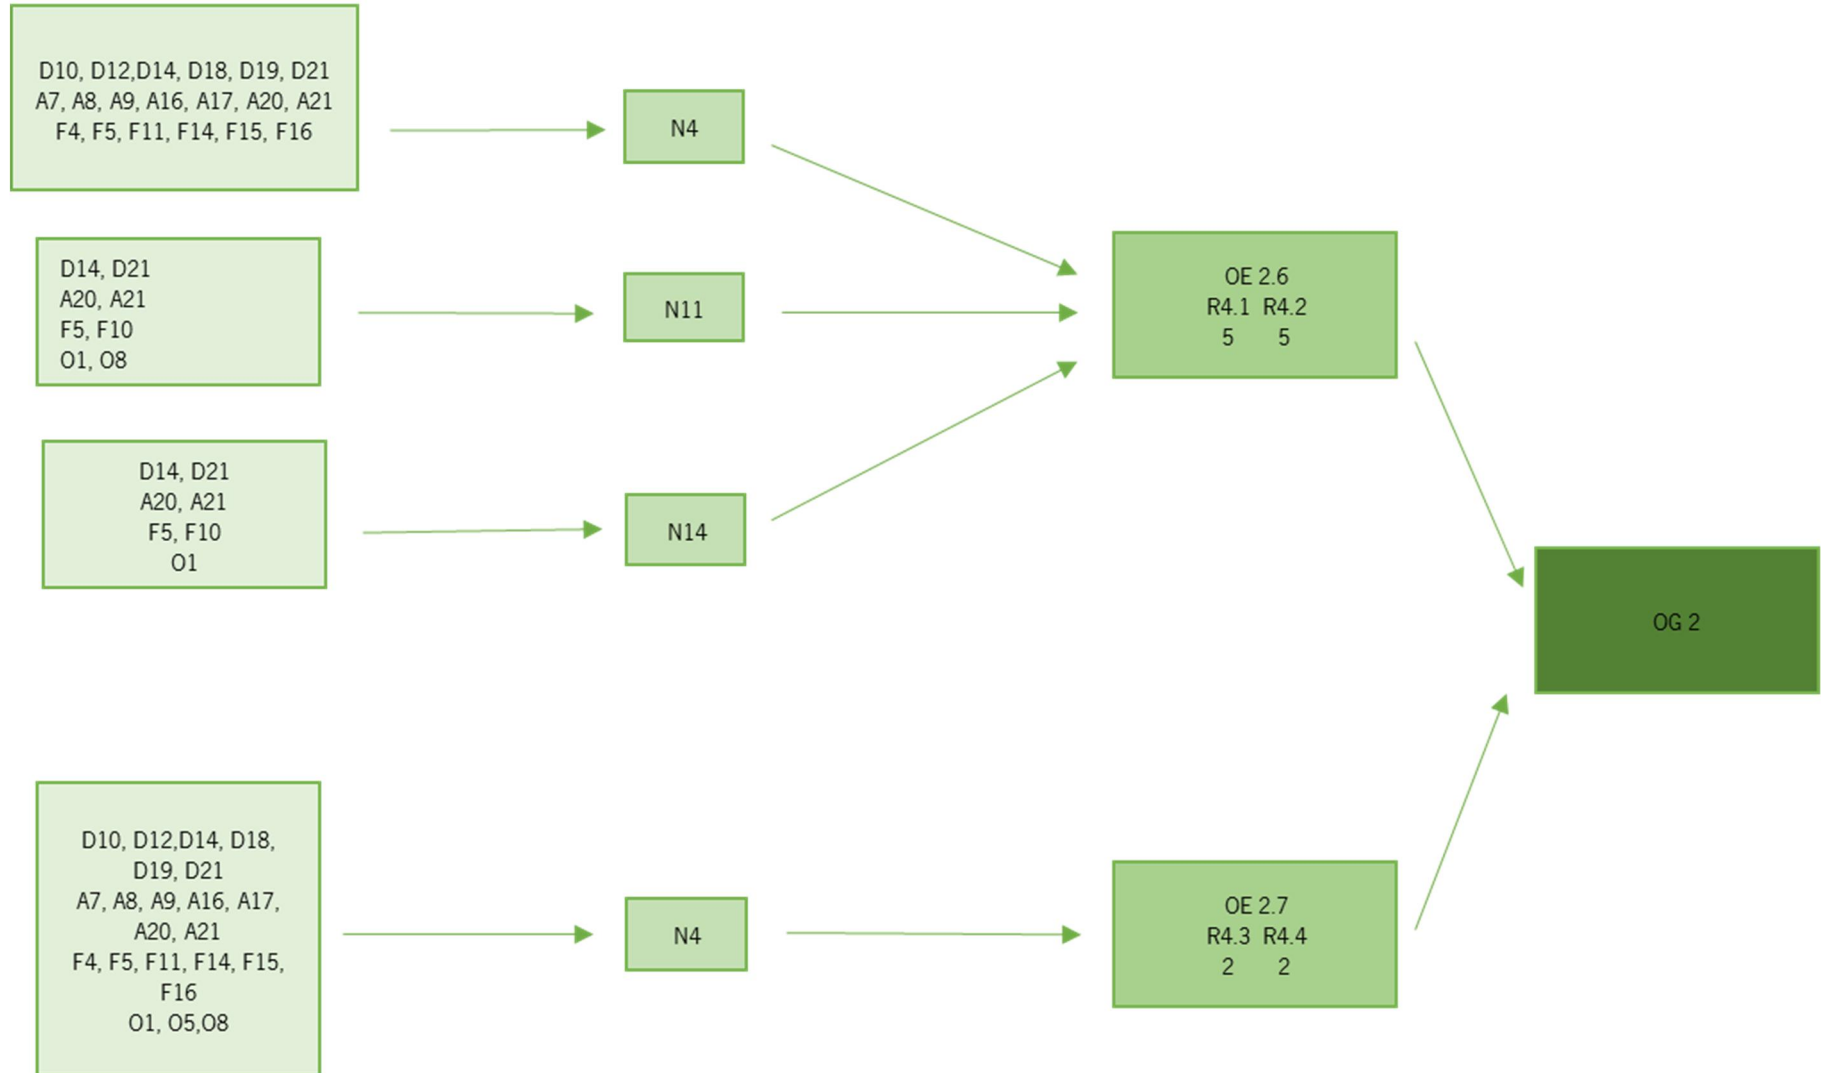 D10, D12,D14, D18, D19, D21
A7, A8, A9, A16, A17, A20, A21
F4, F5, F11, F14, F15, F16
N4
D14, D21
A20, A21
F5, F10
O1, O8
N11
OE 2.6
R4.1 R4.2
5 5
D14, D21
A20, A21
F5, F10
O1
N14
OG 2
D10, D12,D14, D18,
D19, D21
A7, A8, A9, A16, A17,
A20, A21
F4, F5, F11, F14, F15,
F16
O1, O5,O8
N4
OE 2.7
R4.3 R4.4
2 2